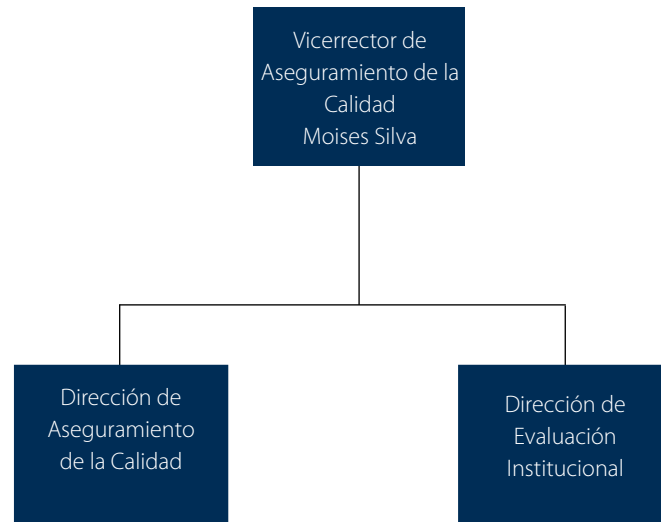 Vicerrector de
Aseguramiento de la
Calidad
Moises Silva
Dirección de
Aseguramiento
de la Calidad
Dirección de
Evaluación
Institucional